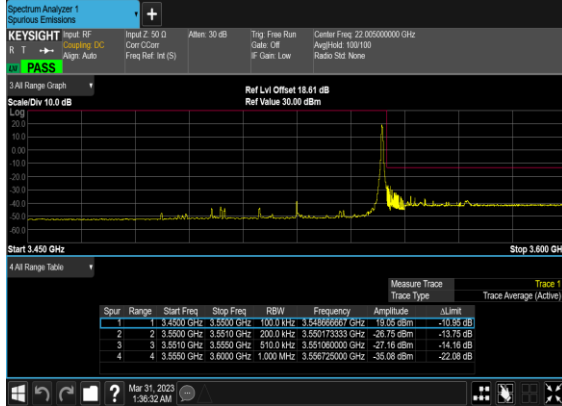 Spectrum Analyzer 1
Spurious Emissions
+
KEYSIGHT Input: RF Input Z: 50 Ω Atten: 30 dB Trig: Free Run Center Freq: 22.005000000 GHz
R T Coupling: DC Corr CCorr Gate: Off Avg|Hold: 100/100
Align: Auto Freq Ref: Int (S) IF Gain: Low Radio Std: None
PASS
3 All Range Graph
Ref Lvl Offset 18.61 dB
Scale/Div 10.0 dB Ref Value 30.00 dBm
Log
20.0
10.0
0.00
-10.0
-20.0
-30.0
-40.0
-50.0
-60.0
Start 3.450 GHz Stop 3.600 GH
4 All Range Table
Measure Trace Trace 1
Trace Type Trace Average (Active)
Spur Range Start Freq Stop Freq RBW Frequency Amplitude ΔLimit
1 1 3.4500 GHz 3.5500 GHz 100.0 kHz 3.548666667 GHz 19.05 dBm -10.95 dB
2 2 3.5500 GHz 3.5510 GHz 200.0 kHz 3.550173333 GHz -26.75 dBm -13.75 dB
3 3 3.5510 GHz 3.5550 GHz 510.0 kHz 3.551060000 GHz -27.16 dBm -14.16 dB
4 4 3.5550 GHz 3.6000 GHz 1.000 MHz 3.556725000 GHz -35.08 dBm -22.08 dB
? Mar 31, 2023
1:36:32 AM